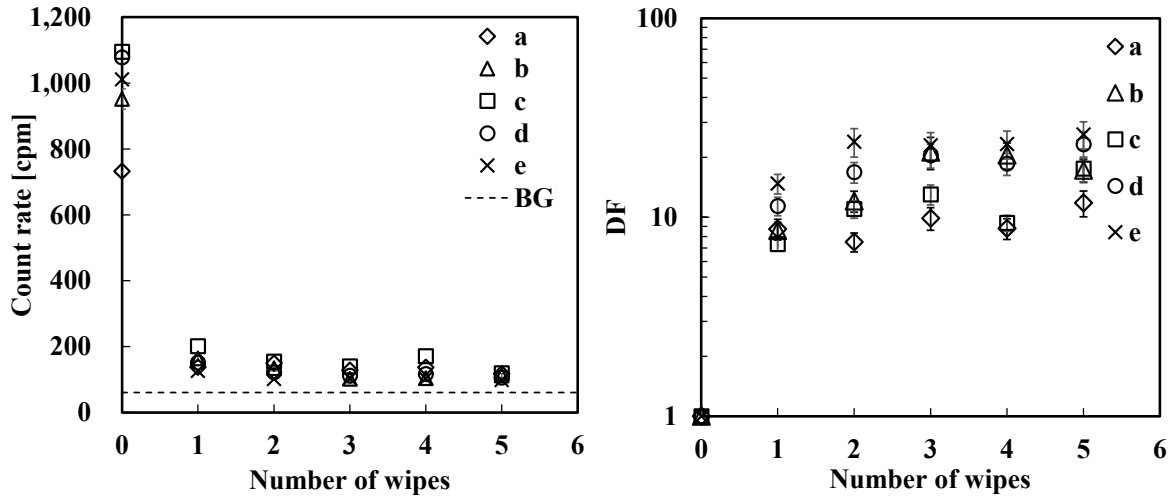 1,200
1,000
800
600
400
200
0
Count rate [cpm]
0 1 2 3 4 5 6
Number of wipes
a
b
c
d
e
BG
100
10
1
DF
0 1 2 3 4 5 6
Number of wipes
a
b
c
d
e